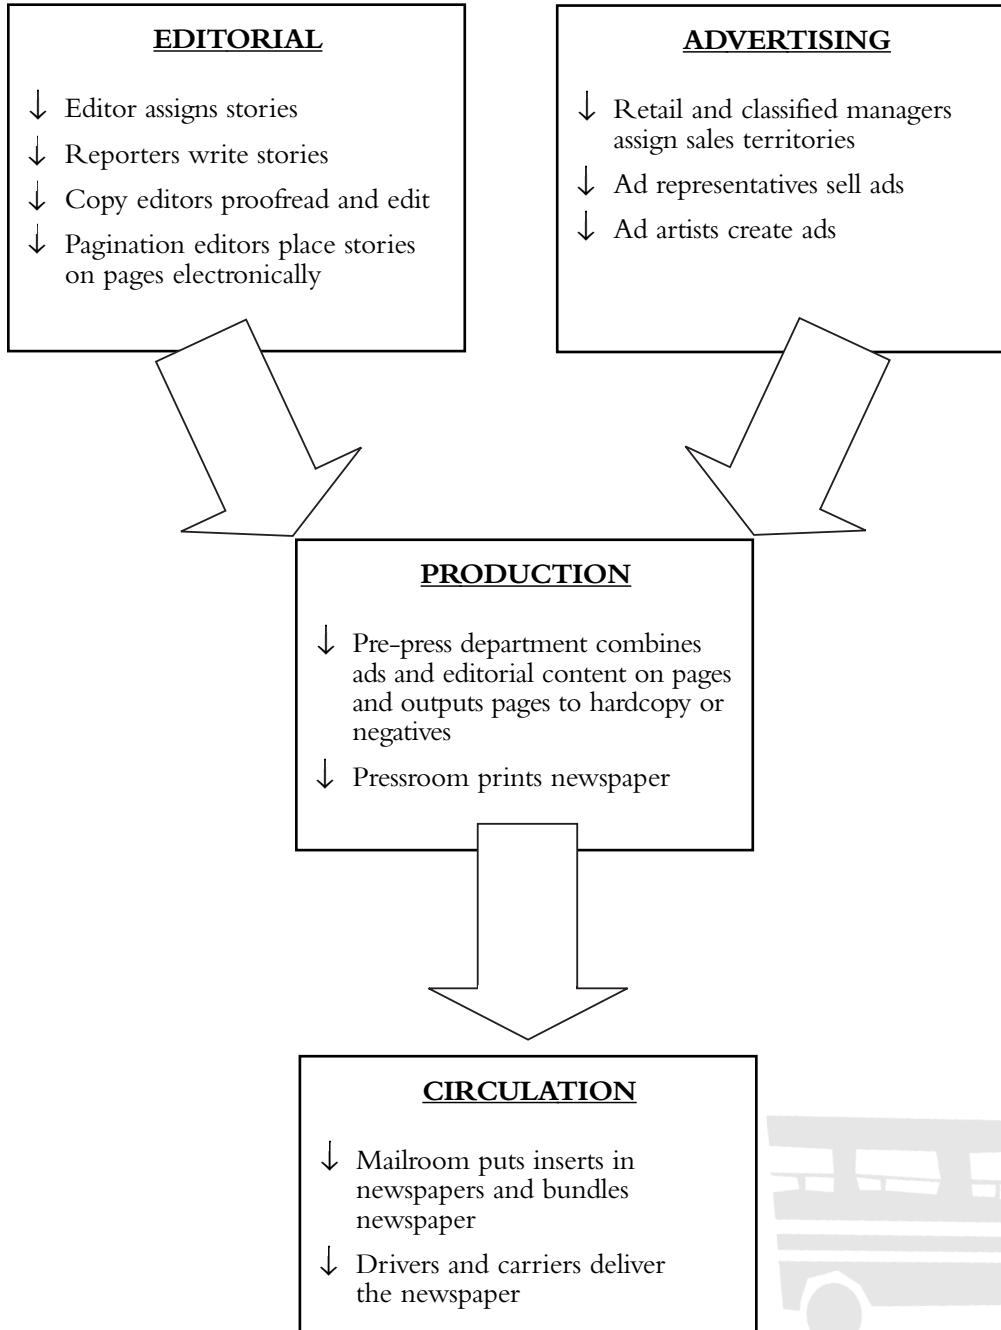 EDITORIAL
↓ Editor assigns stories
↓ Reporters write stories
↓ Copy editors proofread and edit
↓ Pagination editors place stories
on pages electronically
ADVERTISING
↓ Retail and classified managers
assign sales territories
↓ Ad representatives sell ads
↓ Ad artists create ads
PRODUCTION
↓ Pre-press department combines
ads and editorial content on pages
and outputs pages to hardcopy or
negatives
↓ Pressroom prints newspaper
CIRCULATION
↓ Mailroom puts inserts in
newspapers and bundles
newspaper
↓ Drivers and carriers deliver
the newspaper